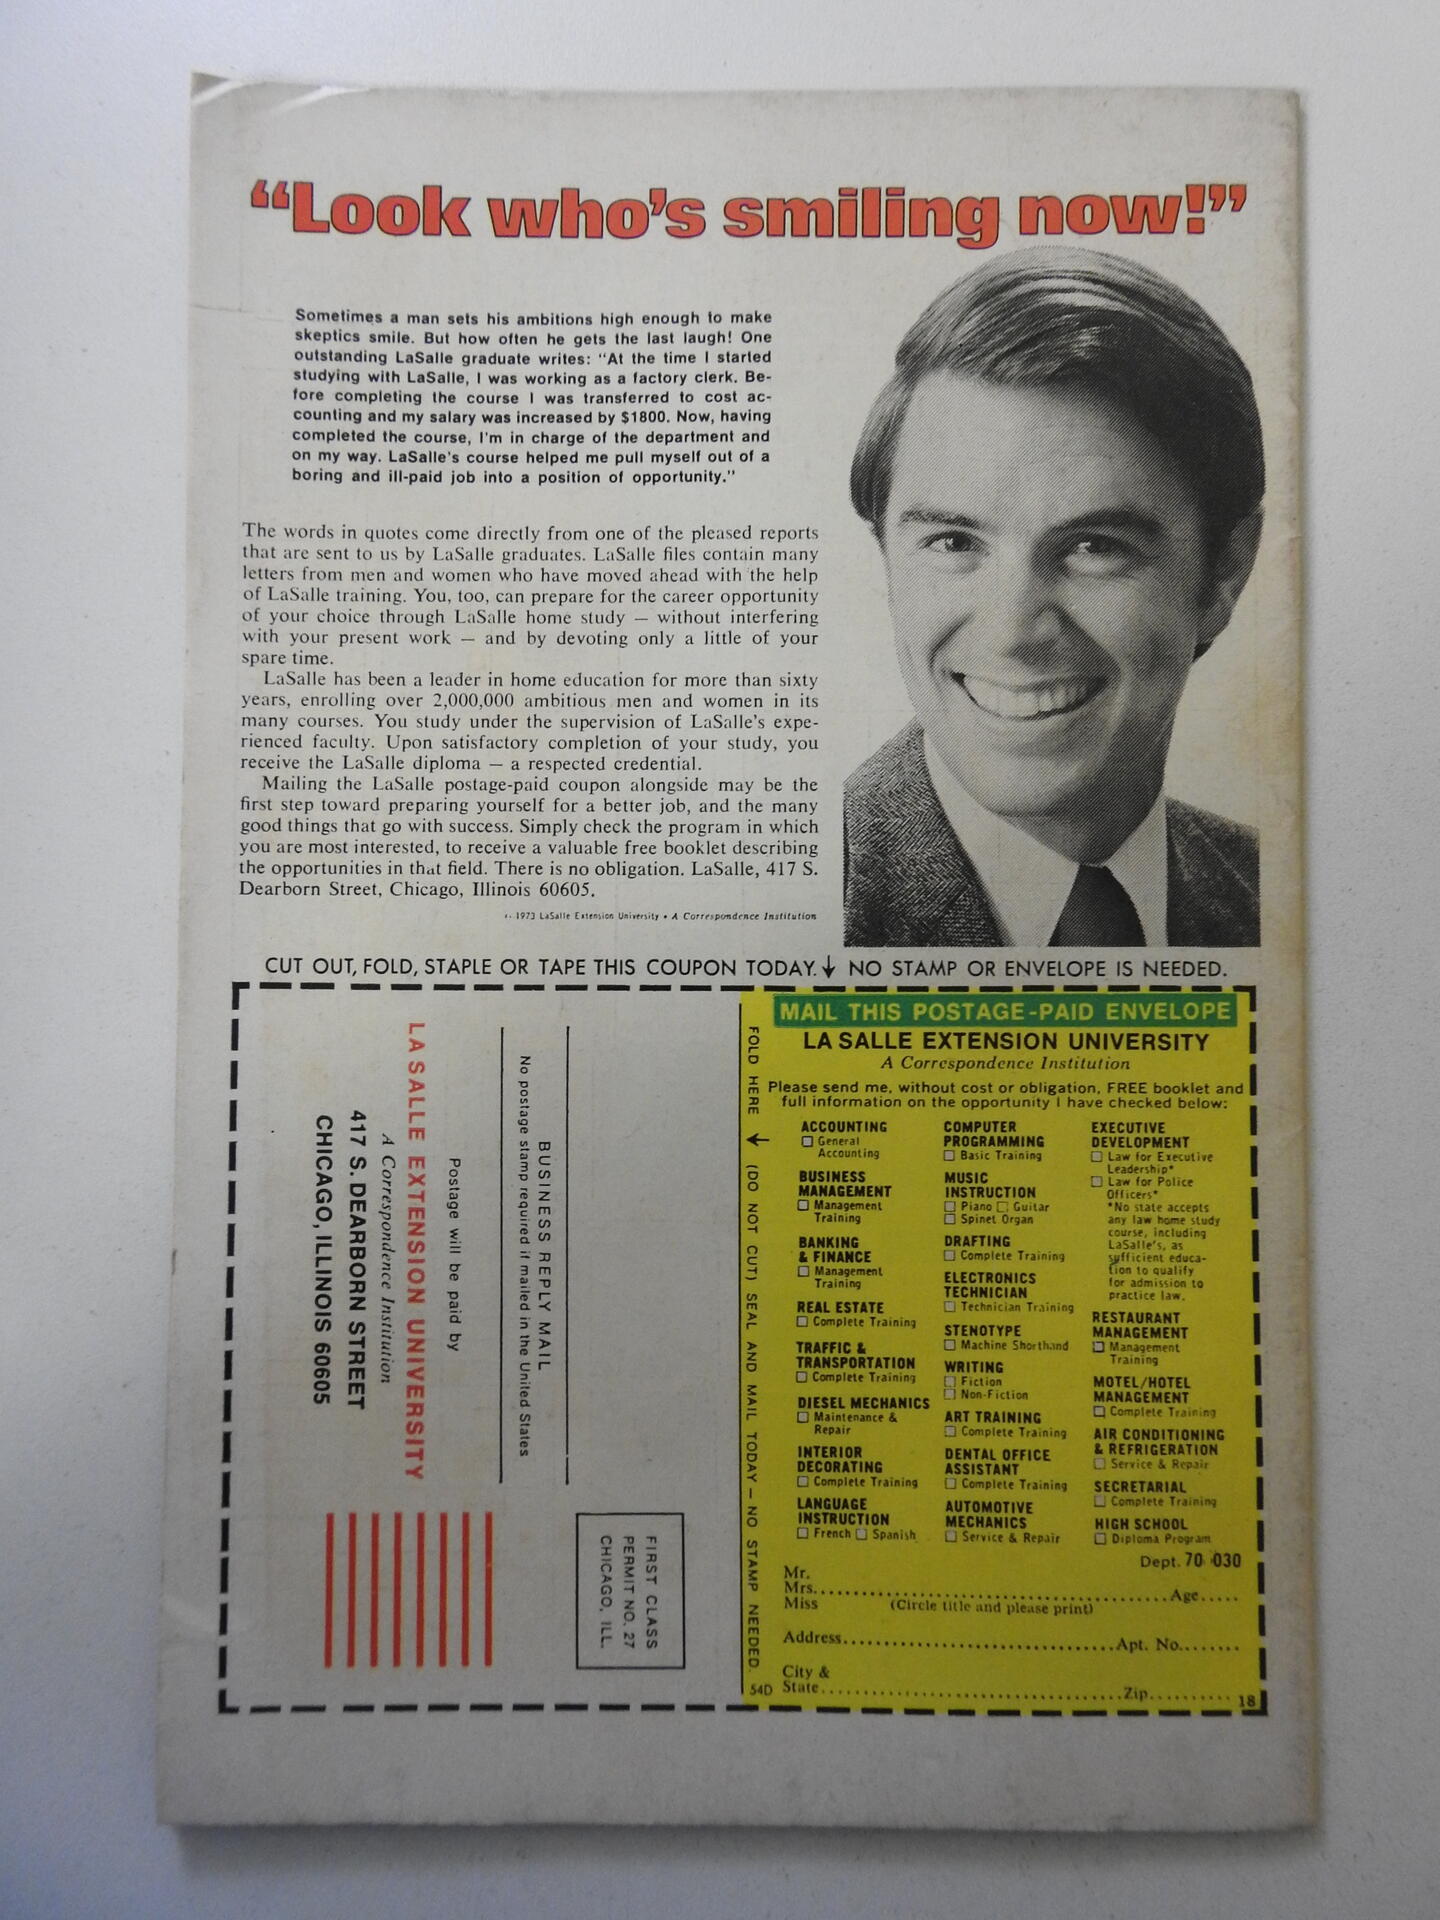 “Look who’s smiling now!”
Sometimes a man sets his ambitions high enough to make
skeptics smile. But how often he gets the last laugh! One
outstanding LaSalle graduate writes: “At the time I started
studying with LaSalle, I was working as a factory clerk. Be-
fore completing the course I was transferred to cost ac-
counting and my salary was increased by $1800. Now, having
completed the course, I’m in charge of the department and
on my way. LaSalle’s course helped me pull myself out of a
boring and ill-paid job into a position of opportunity.”
The words in quotes come directly from one of the pleased reports
that are sent to us by LaSalle graduates. LaSalle files contain many
letters from men and women who have moved ahead with the help
of LaSalle training. You, too, can prepare for the career opportunity
of your choice through LaSalle home study — without interfering
with your present work — and by devoting only a little of your
spare time.
LaSalle has been a leader in home education for more than sixty
years, enrolling over 2,000,000 ambitious men and women in its
many courses. You study under the supervision of LaSalle’s expe-
rienced faculty. Upon satisfactory completion of your study, you
receive the LaSalle diploma — a respected credential.
Mailing the LaSalle postage-paid coupon alongside may be the
first step toward preparing yourself for a better job, and the many
good things that go with success. Simply check the program in which
you are most interested, to receive a valuable free booklet describing
the opportunities in that field. There is no obligation. LaSalle, 417 S.
Dearborn Street, Chicago, Illinois 60605.
1973 LaSalle Extension University • A Correspondence Institution
CUT OUT, FOLD, STAPLE OR TAPE THIS COUPON TODAY. ↓ NO STAMP OR ENVELOPE IS NEEDED.
FIRST CLASS
PERMIT NO. 27
CHICAGO, ILL.
BUSINESS REPLY MAIL
No postage stamp required if mailed in the United States
Postage will be paid by
LA SALLE EXTENSION UNIVERSITY
A Correspondence Institution
417 S. DEARBORN STREET
CHICAGO, ILLINOIS 60605
FOLD HERE ← (DO NOT CUT) SEAL AND MAIL TODAY — NO STAMP NEEDED.
54D
MAIL THIS POSTAGE-PAID ENVELOPE
LA SALLE EXTENSION UNIVERSITY
A Correspondence Institution
Please send me, without cost or obligation, FREE booklet and
full information on the opportunity I have checked below:
ACCOUNTING
☐ General
Accounting
BUSINESS
MANAGEMENT
☐ Management
Training
BANKING
& FINANCE
☐ Management
Training
REAL ESTATE
☐ Complete Training
TRAFFIC &
TRANSPORTATION
☐ Complete Training
DIESEL MECHANICS
☐ Maintenance &
Repair
INTERIOR
DECORATING
☐ Complete Training
LANGUAGE
INSTRUCTION
☐ French ☐ Spanish
COMPUTER
PROGRAMMING
☐ Basic Training
MUSIC
INSTRUCTION
☐ Piano ☐ Guitar
☐ Spinet Organ
DRAFTING
☐ Complete Training
ELECTRONICS
TECHNICIAN
☐ Technician Training
STENOTYPE
☐ Machine Shorthand
WRITING
☐ Fiction
☐ Non-Fiction
ART TRAINING
☐ Complete Training
DENTAL OFFICE
ASSISTANT
☐ Complete Training
AUTOMOTIVE
MECHANICS
☐ Service & Repair
EXECUTIVE
DEVELOPMENT
☐ Law for Executive
Leadership*
☐ Law for Police
Officers*
*No state accepts
any law home study
course, including
LaSalle’s, as
sufficient educa-
tion to qualify
for admission to
practice law.
RESTAURANT
MANAGEMENT
☐ Management
Training
MOTEL/HOTEL
MANAGEMENT
☐ Complete Training
AIR CONDITIONING
& REFRIGERATION
☐ Service & Repair
SECRETARIAL
☐ Complete Training
HIGH SCHOOL
☐ Diploma Program
Dept. 70 030
Mr.
Mrs. Age
Miss (Circle title and please print)
Address Apt. No.
City &
State Zip 18